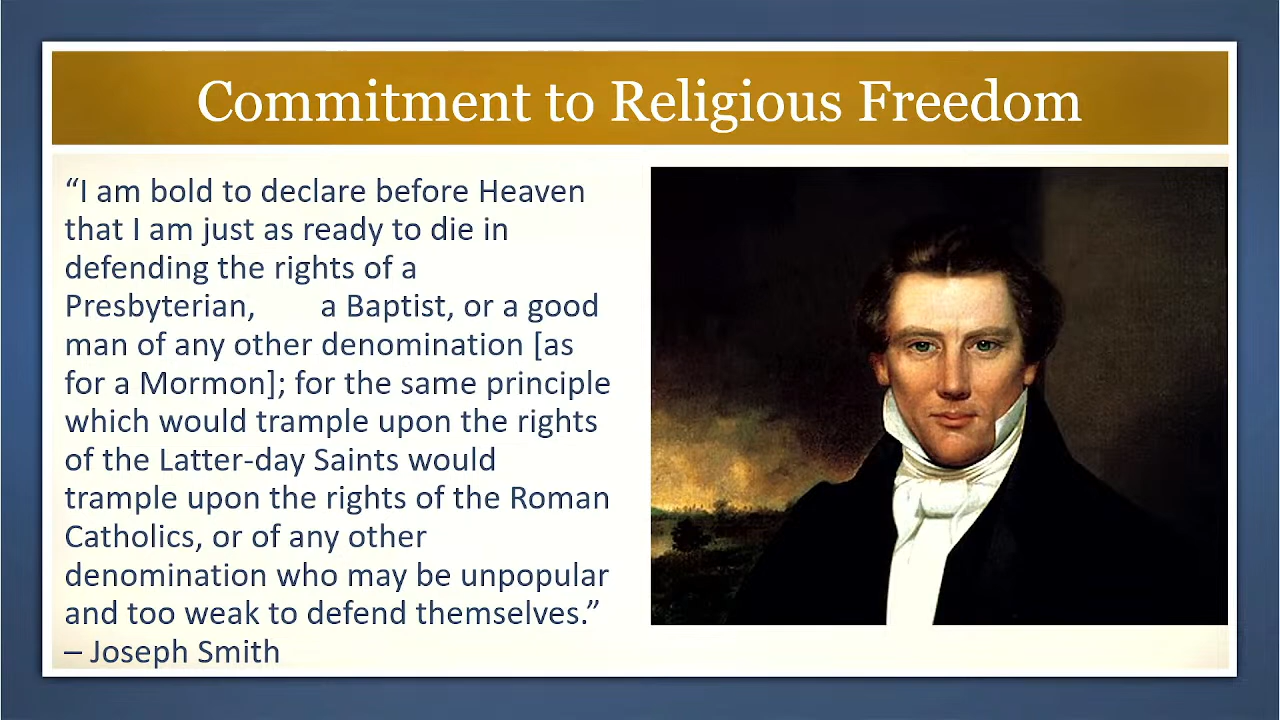 Commitment to Religious Freedom
“I am bold to declare before Heaven
that I am just as ready to die in
defending the rights of a
Presbyterian, a Baptist, or a good
man of any other denomination [as
for a Mormon]; for the same principle
which would trample upon the rights
of the Latter-day Saints would
trample upon the rights of the Roman
Catholics, or of any other
denomination who may be unpopular
and too weak to defend themselves.”
– Joseph Smith